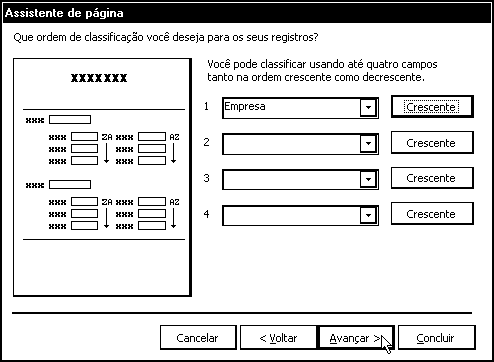 Assistente de página
Que ordem de classificação você deseja para os seus registros?
Você pode classificar usando até quatro campos
tanto na ordem crescente como decrescente.
XXXXXXX
xxx
xxx ZA xxx AZ
xxx xxx
xxx xxx
xxx
xxx ZA xxx AZ
xxx xxx
xxx xxx
1 Empresa Crescente
2 Crescente
3 Crescente
4 Crescente
Cancelar < Voltar Avançar > Concluir